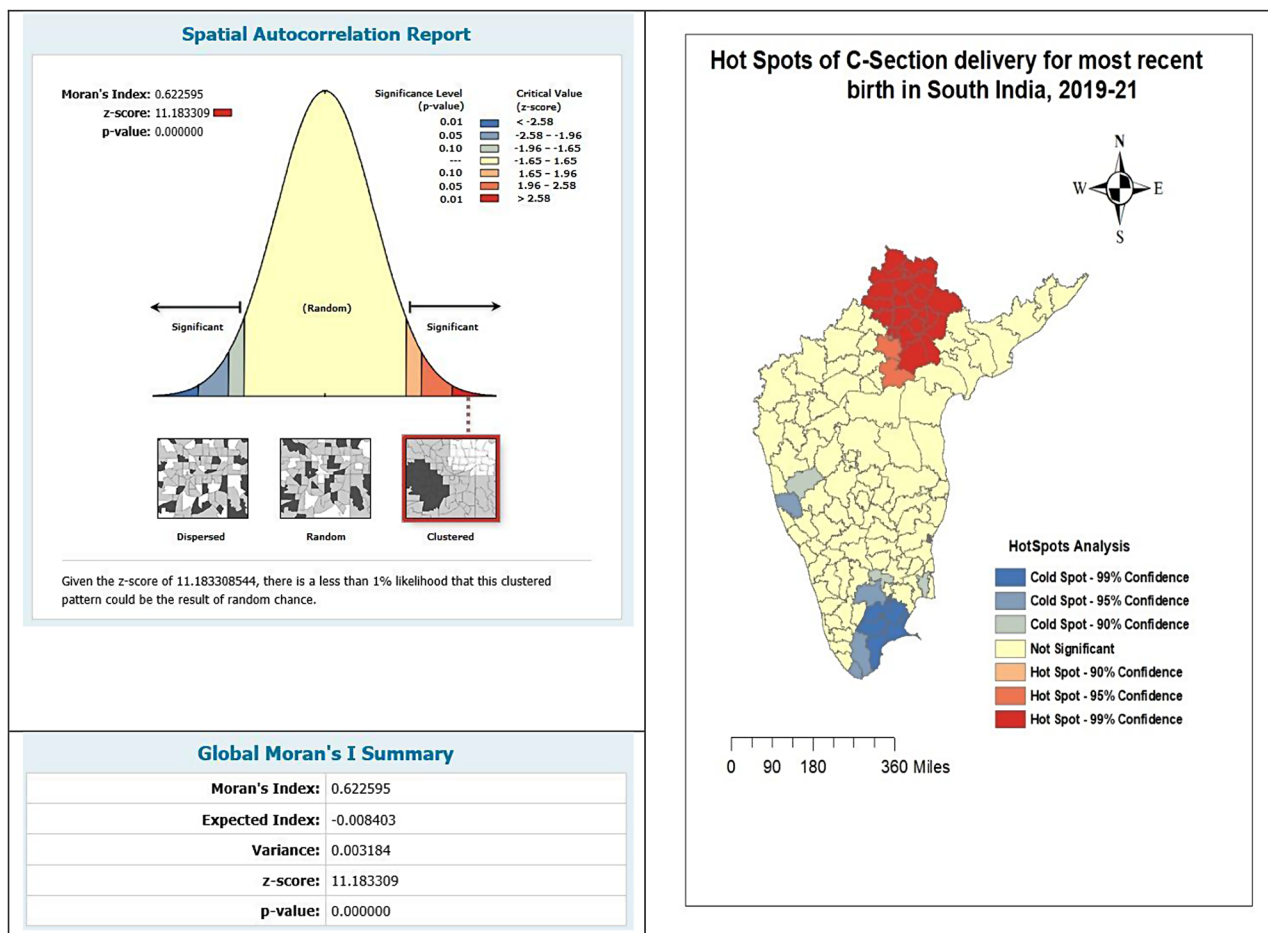 Spatial Autocorrelation Report
Moran's Index: 0.622595
z-score: 11.183309
p-value: 0.000000
Significance Level
(p-value)
Critical Value
(z-score)
0.01 < -2.58
0.05 -2.58 – -1.96
0.10 -1.96 – -1.65
--- -1.65 – 1.65
0.10 1.65 – 1.96
0.05 1.96 – 2.58
0.01 > 2.58
Significant
(Random)
Significant
Dispersed
Random
Clustered
Given the z-score of 11.183308544, there is a less than 1% likelihood that this clustered
pattern could be the result of random chance.
Global Moran's I Summary
Moran's Index: 0.622595
Expected Index: -0.008403
Variance: 0.003184
z-score: 11.183309
p-value: 0.000000
Hot Spots of C-Section delivery for most recent
birth in South India, 2019-21
N
W E
S
HotSpots Analysis
Cold Spot - 99% Confidence
Cold Spot - 95% Confidence
Cold Spot - 90% Confidence
Not Significant
Hot Spot - 90% Confidence
Hot Spot - 95% Confidence
Hot Spot - 99% Confidence
0 90 180 360 Miles